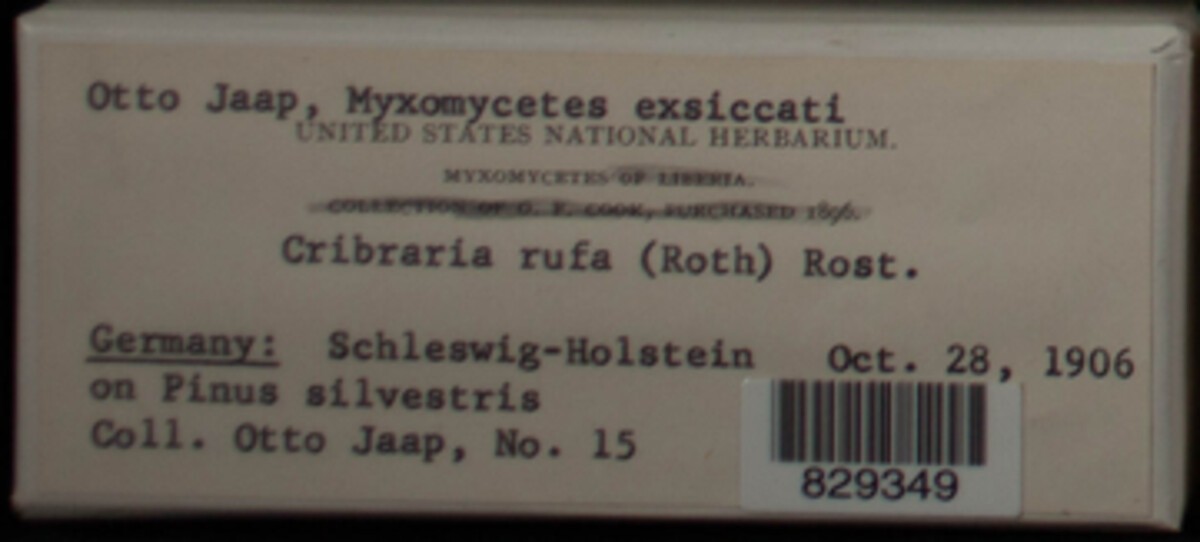 Otto Jaap, Myxomycetes exsiccati
UNITED STATES NATIONAL HERBARIUM.
MYXOMYCETES OF LIBERIA.
COLLECTION OF O. F. COOK, PURCHASED 1896.
Cribraria rufa (Roth) Rost.
Germany: Schleswig-Holstein Oct. 28, 1906
on Pinus silvestris
Coll. Otto Jaap, No. 15
829349